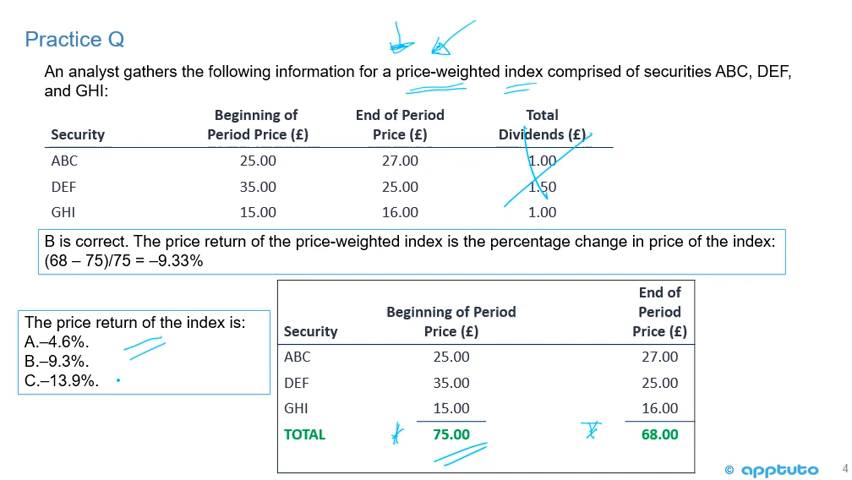 Practice Q
An analyst gathers the following information for a price-weighted index comprised of securities ABC, DEF,
and GHI:
Beginning of End of Period Total
Security Period Price (£) Price (£) Dividends (£)
ABC 25.00 27.00 1.00
DEF 35.00 25.00 1.50
GHI 15.00 16.00 1.00
B is correct. The price return of the price-weighted index is the percentage change in price of the index:
(68 – 75)/75 = –9.33%
The price return of the index is:
A.–4.6%.
B.–9.3%.
C.–13.9%.
End of
Beginning of Period Period
Security Price (£) Price (£)
ABC 25.00 27.00
DEF 35.00 25.00
GHI 15.00 16.00
TOTAL 75.00 68.00
© apptuto 4